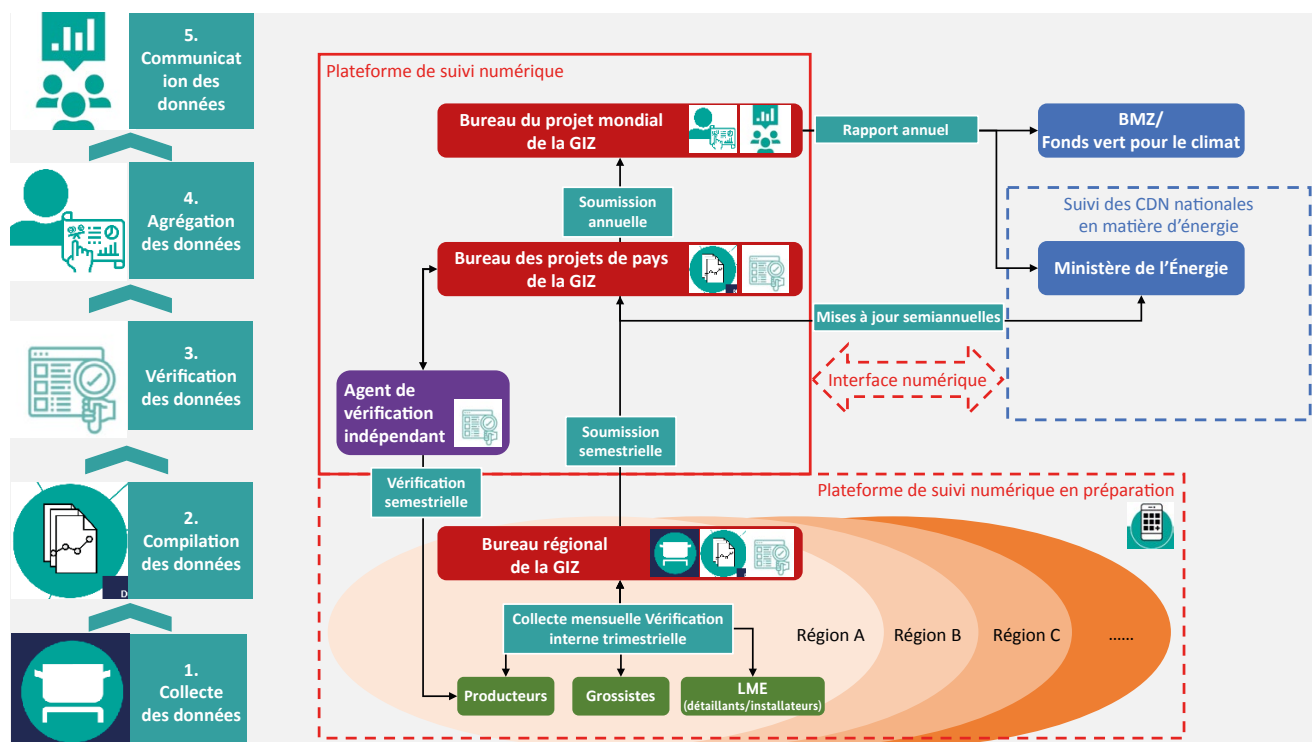 5.
Communicat
ion des
données
4.
Agrégation
des données
3.
Vérification
des données
2.
Compilation
des données
D
1.
Collecte
des données
Plateforme de suivi numérique
Bureau du projet mondial
de la GIZ
Rapport annuel
BMZ/
Fonds vert pour le climat
Soumission
annuelle
Suivi des CDN nationales
en matière d'énergie
Bureau des projets de pays
de la GIZ
D
Ministère de l'Énergie
Mises à jour semiannuelles
Interface numérique
Agent de
vérification
indépendant
Soumission
semestrielle
Vérification
semestrielle
Plateforme de suivi numérique en préparation
Bureau régional
de la GIZ
D
Collecte mensuelle Vérification
interne trimestrielle
Région A
Région B
Région C
......
Producteurs
Grossistes
LME
(détaillants/installateurs)